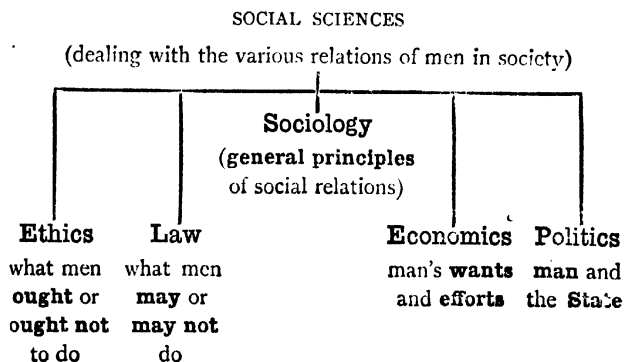 SOCIAL SCIENCES
(dealing with the various relations of men in society)
Sociology
(general principles
of social relations)
Ethics
what men
ought or
ought not
to do
Law
what men
may or
may not
do
Economics
man's wants
and efforts
Politics
man and
the State